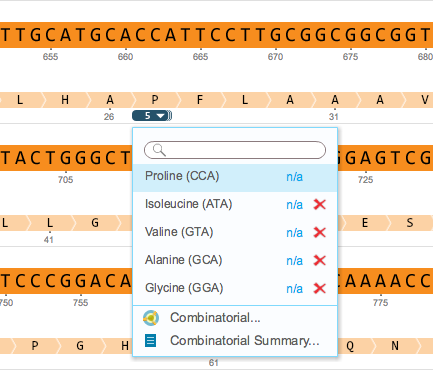 TTGCATGCACCATTCCTTGCGGCGGCGGT
655 660 665 670 675 680
L H A P F L A A A V
26 31
5
TACTGGGCT GGAGTCG
705 725
Proline (CCA) n/a
Isoleucine (ATA) n/a
L L G E S
Valine (GTA) n/a
41
Alanine (GCA) n/a
TCCCGGACA CAAAACC
Glycine (GGA) n/a
750 755 775
Combinatorial...
P G H Q N
Combinatorial Summary...
61